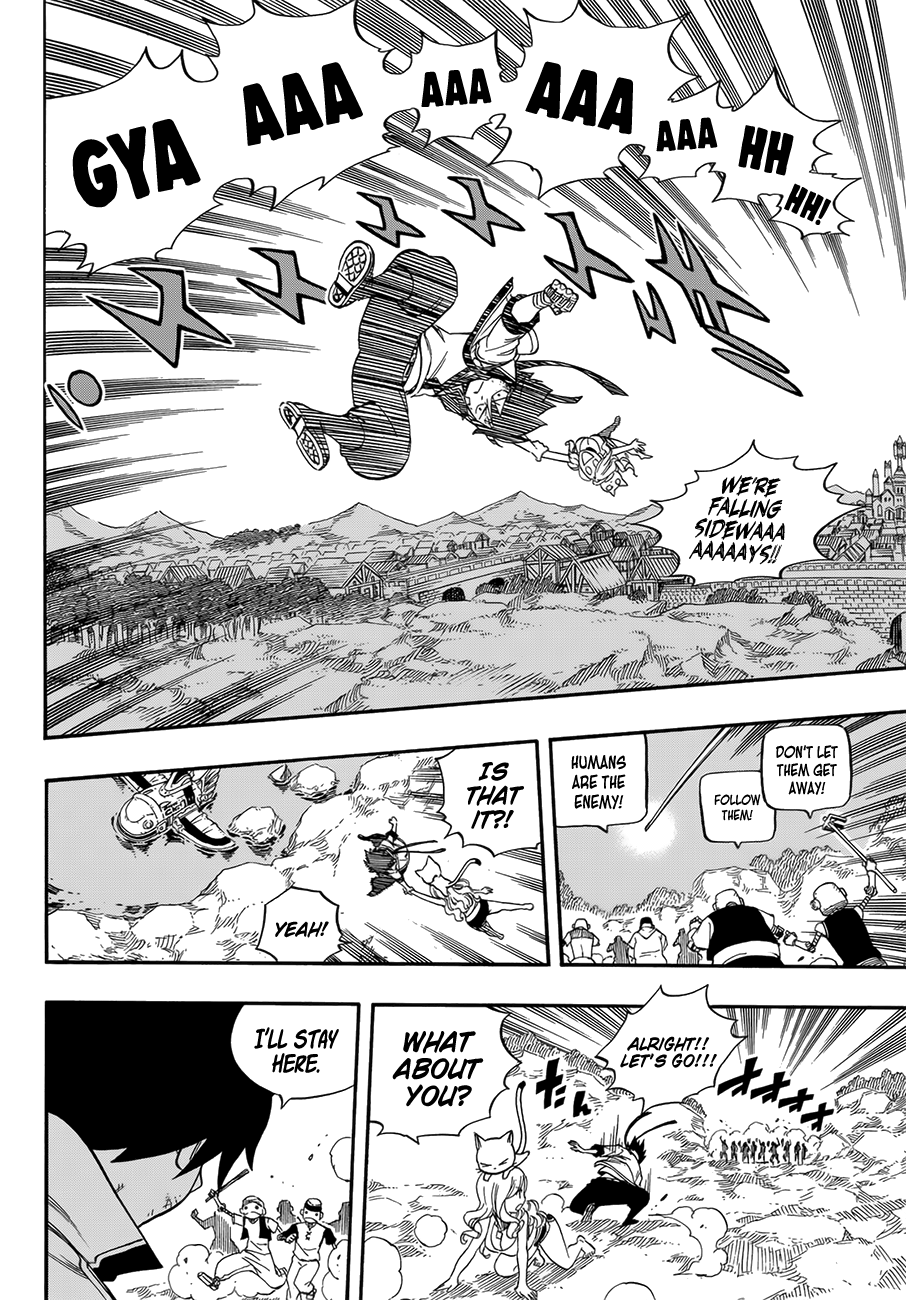 GYA
AAA
AAA
AAA
AAA
HH
HH!
WE'RE
FALLING
SIDEWAAA
AAAAAYS!!
DON'T LET
THEM GET
AWAY!
FOLLOW
THEM!
HUMANS
ARE THE
ENEMY!
IS
THAT
IT?!
YEAH!
ALRIGHT!!
LET'S GO!!!
WHAT
ABOUT
YOU?
I'LL STAY
HERE.